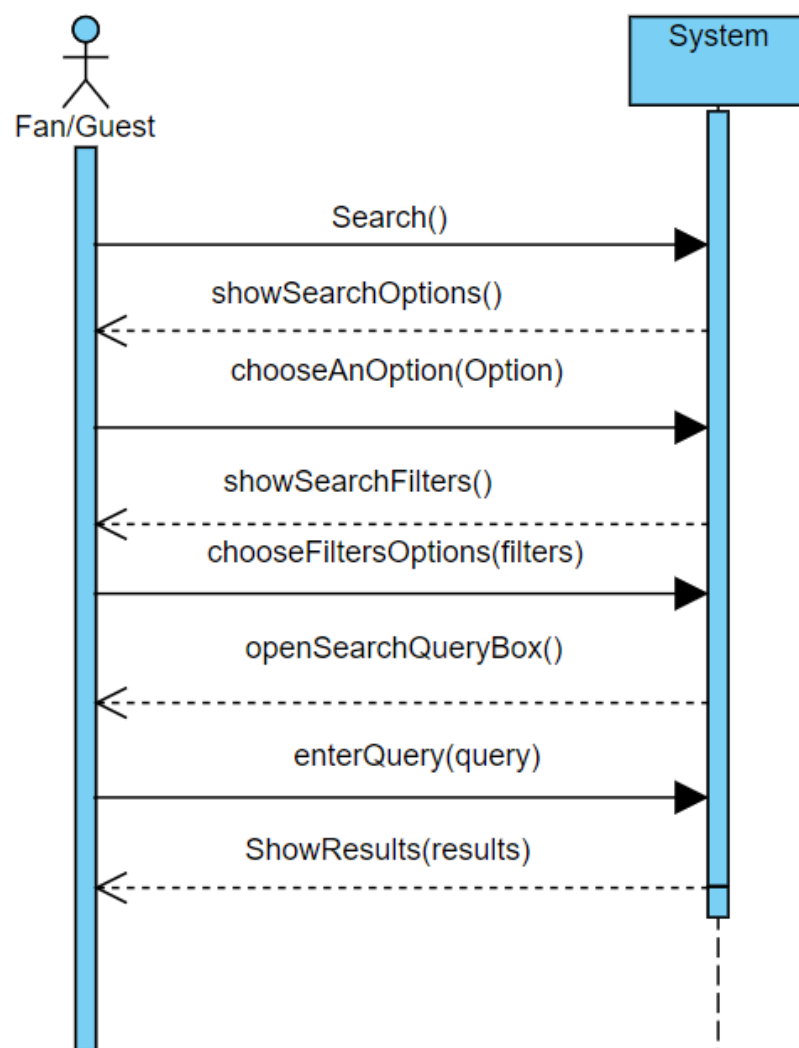 System
Fan/Guest
Search()
showSearchOptions()
chooseAnOption(Option)
showSearchFilters()
chooseFiltersOptions(filters)
openSearchQueryBox()
enterQuery(query)
ShowResults(results)